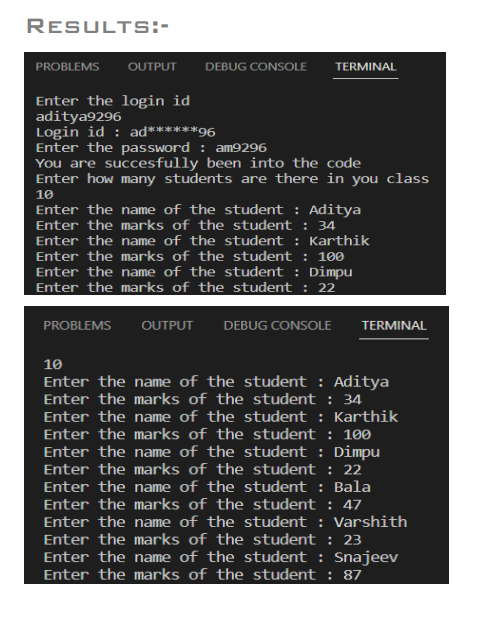 RESULTS:-
PROBLEMS OUTPUT DEBUG CONSOLE TERMINAL
Enter the login id
aditya9296
Login id : ad******96
Enter the password : am9296
You are succesfully been into the code
Enter how many students are there in you class
10
Enter the name of the student : Aditya
Enter the marks of the student : 34
Enter the name of the student : Karthik
Enter the marks of the student : 100
Enter the name of the student : Dimpu
Enter the marks of the student : 22
PROBLEMS OUTPUT DEBUG CONSOLE TERMINAL
10
Enter the name of the student : Aditya
Enter the marks of the student : 34
Enter the name of the student : Karthik
Enter the marks of the student : 100
Enter the name of the student : Dimpu
Enter the marks of the student : 22
Enter the name of the student : Bala
Enter the marks of the student : 47
Enter the name of the student : Varshith
Enter the marks of the student : 23
Enter the name of the student : Snajeev
Enter the marks of the student : 87